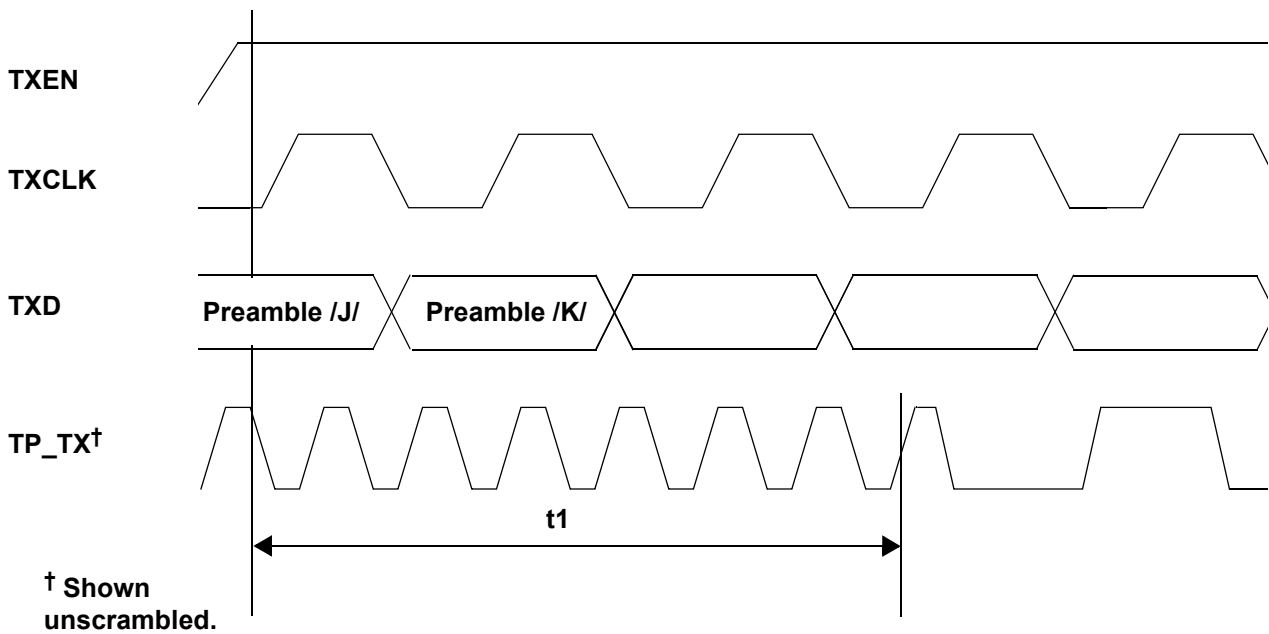 TXEN
TXCLK
TXD
Preamble /J/
Preamble /K/
TP_TX†
t1
† Shown
unscrambled.